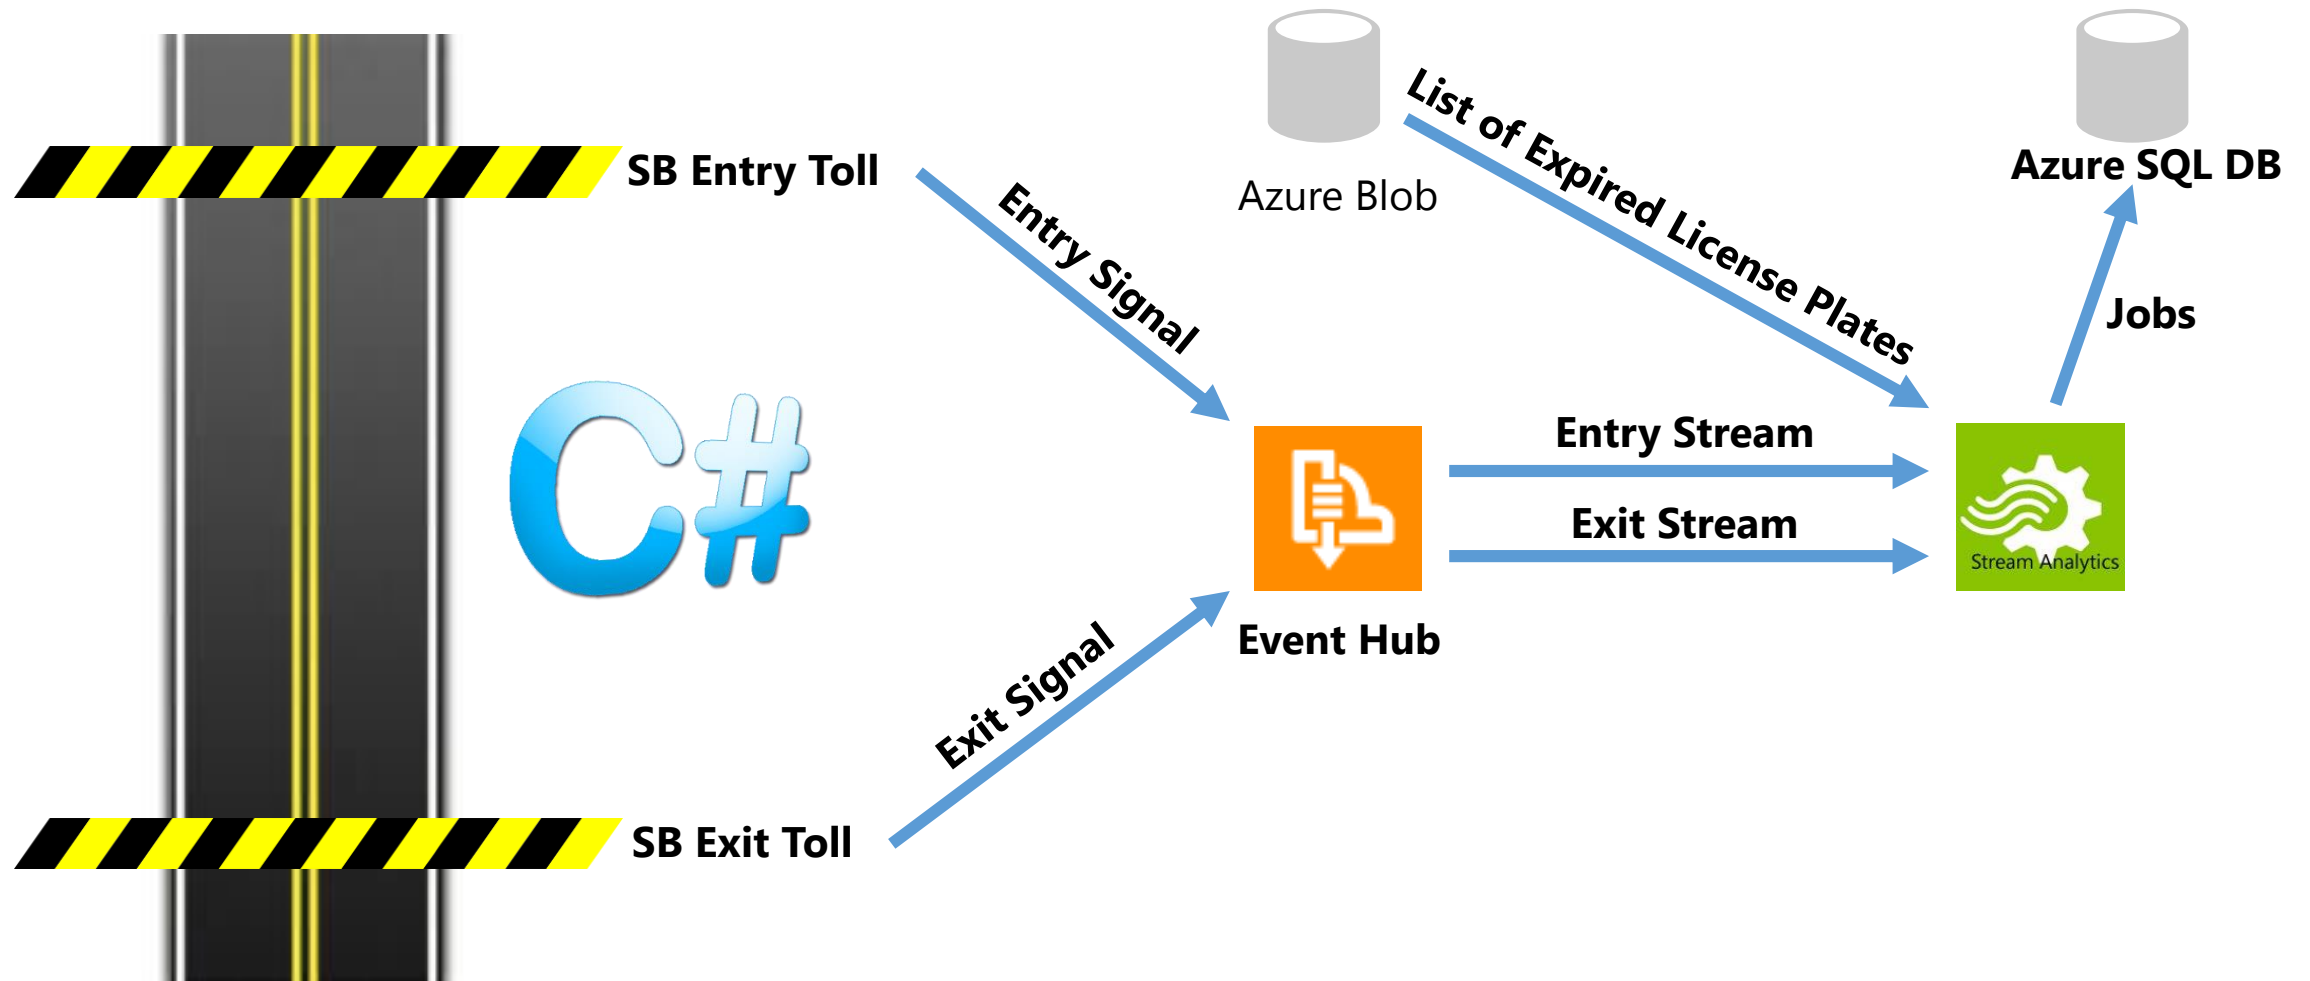 SB Entry Toll
Entry Signal
Azure Blob
List of Expired License Plates
Azure SQL DB
Jobs
C#
Entry Stream
Exit Stream
Stream Analytics
Event Hub
Exit Signal
SB Exit Toll